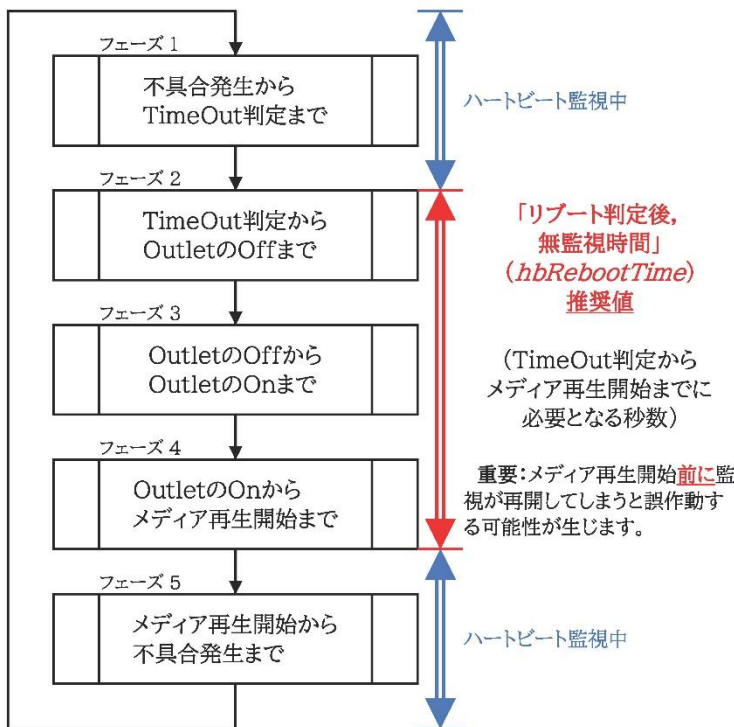 フェーズ 1
不具合発生から
TimeOut判定まで
ハートビート監視中
フェーズ 2
TimeOut判定から
OutletのOffまで
「リブート判定後,
無監視時間」
(hbRebootTime)
推奨値
フェーズ 3
OutletのOffから
OutletのOnまで
(TimeOut判定から
メディア再生開始までに
必要となる秒数)
フェーズ 4
OutletのOnから
メディア再生開始まで
重要:メディア再生開始前に監
視が再開してしまうと誤作動す
る可能性が生じます。
フェーズ 5
メディア再生開始から
不具合発生まで
ハートビート監視中